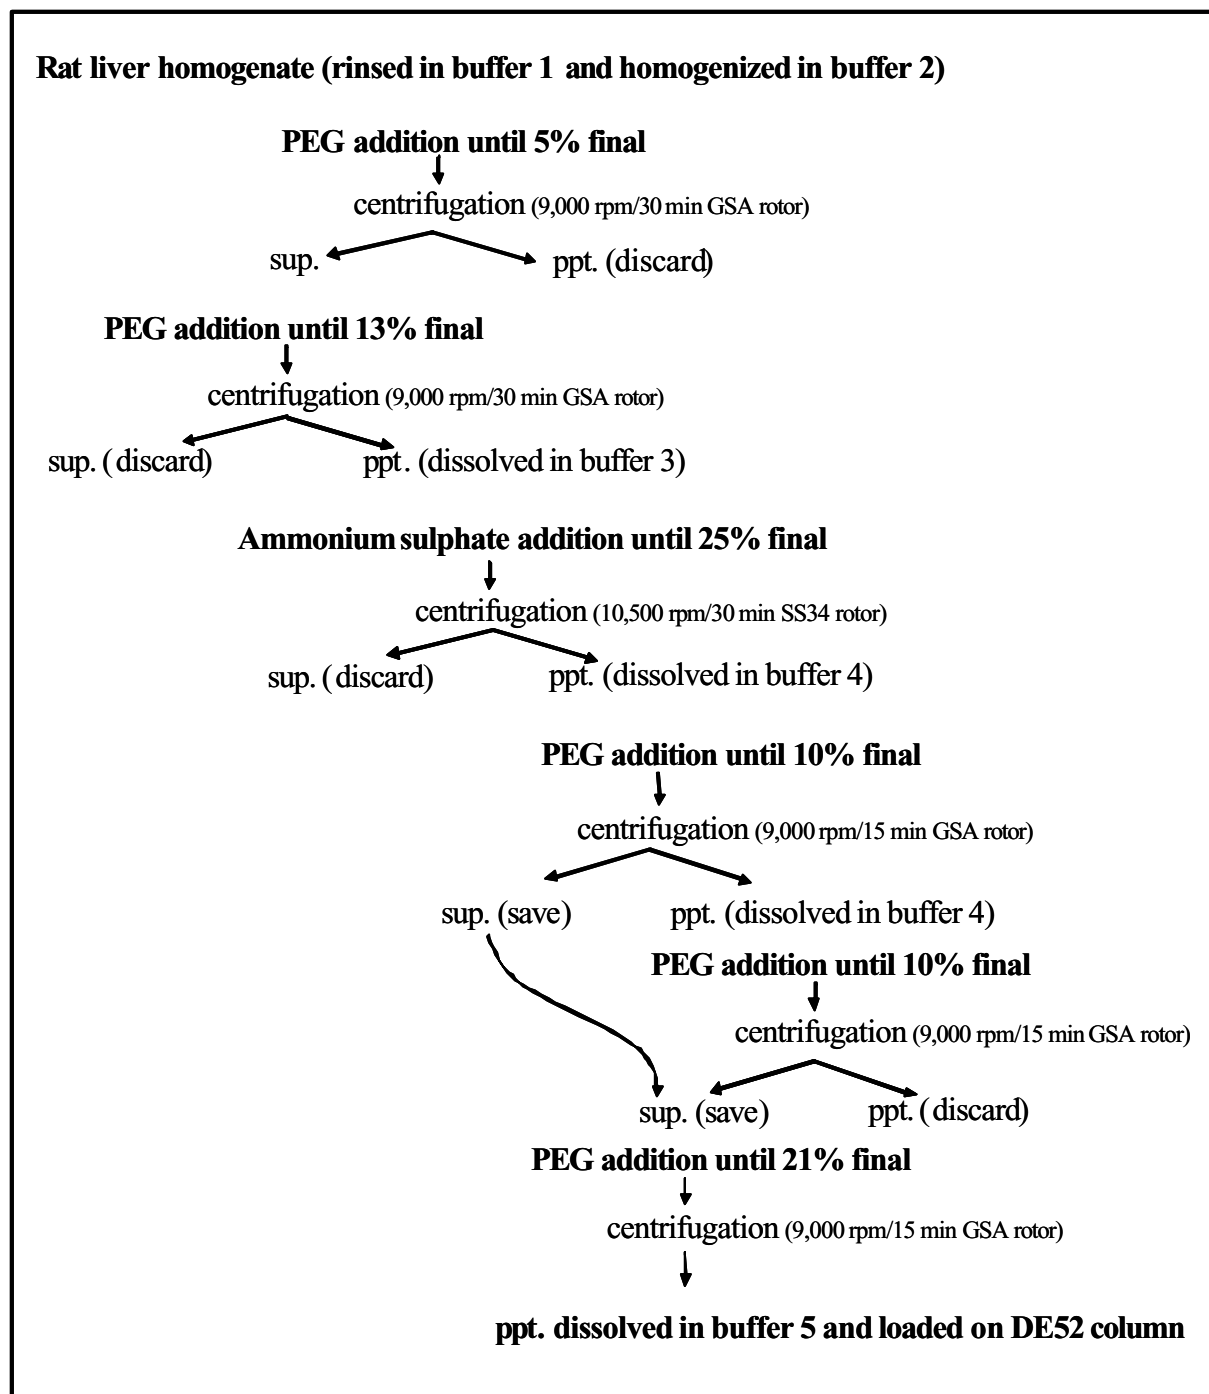 Rat liver homogenate (rinsed in buffer 1 and homogenized in buffer 2)
PEG addition until 5% final
centrifugation (9,000 rpm/30 min GSA rotor)
sup. ppt. (discard)
PEG addition until 13% final
centrifugation (9,000 rpm/30 min GSA rotor)
sup. (discard) ppt. (dissolved in buffer 3)
Ammonium sulphate addition until 25% final
centrifugation (10,500 rpm/30 min SS34 rotor)
sup. (discard) ppt. (dissolved in buffer 4)
PEG addition until 10% final
centrifugation (9,000 rpm/15 min GSA rotor)
sup. (save) ppt. (dissolved in buffer 4)
PEG addition until 10% final
centrifugation (9,000 rpm/15 min GSA rotor)
sup. (save) ppt. (discard)
PEG addition until 21% final
centrifugation (9,000 rpm/15 min GSA rotor)
ppt. dissolved in buffer 5 and loaded on DE52 column